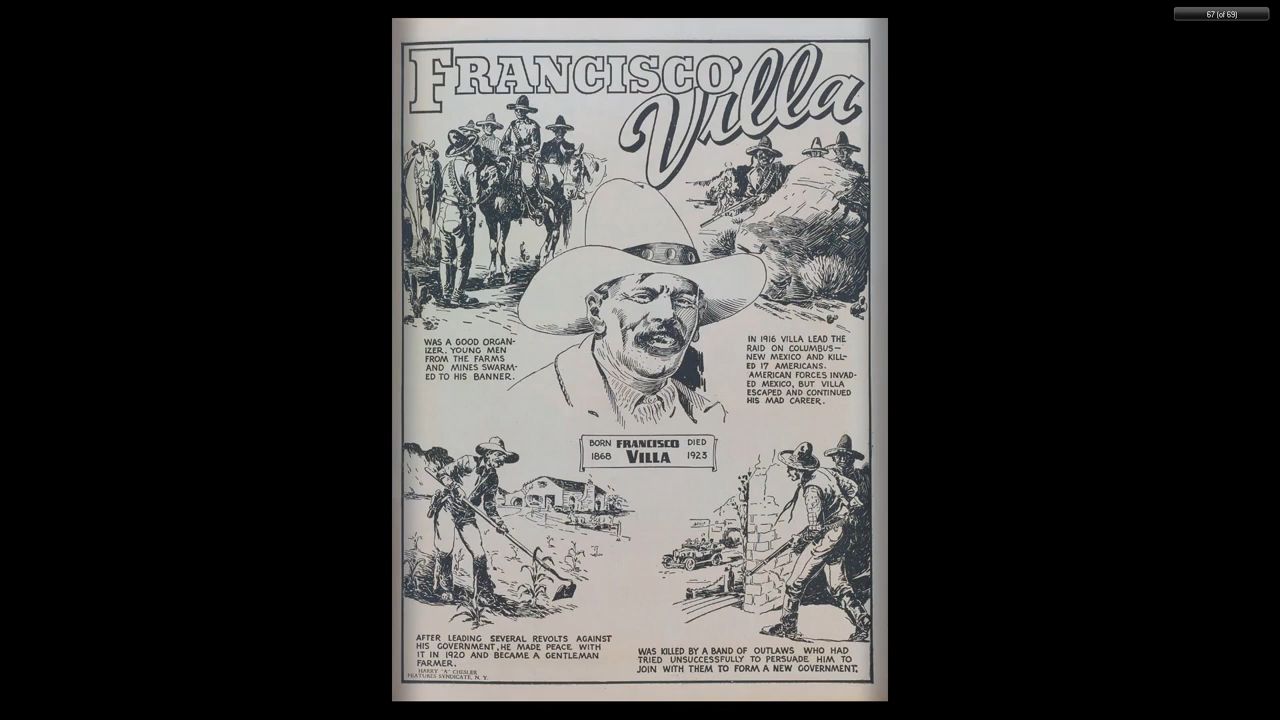 67 (of 69)
FRANCISCO
Villa
WAS A GOOD ORGAN-
IZER. YOUNG MEN
FROM THE FARMS
AND MINES SWARM-
ED TO HIS BANNER.
IN 1916 VILLA LEAD THE
RAID ON COLUMBUS—
NEW MEXICO AND KILL-
ED 17 AMERICANS.
AMERICAN FORCES INVAD-
ED MEXICO, BUT VILLA
ESCAPED AND CONTINUED
HIS MAD CAREER.
BORN FRANCISCO DIED
1868 VILLA 1923
AFTER LEADING SEVERAL REVOLTS AGAINST
HIS GOVERNMENT, HE MADE PEACE WITH
IT IN 1920 AND BECAME A GENTLEMAN
FARMER.
HARRY "A" CHESLER
FEATURES SYNDICATE, N. Y.
WAS KILLED BY A BAND OF OUTLAWS WHO HAD
TRIED UNSUCCESSFULLY TO PERSUADE HIM TO
JOIN WITH THEM TO FORM A NEW GOVERNMENT.